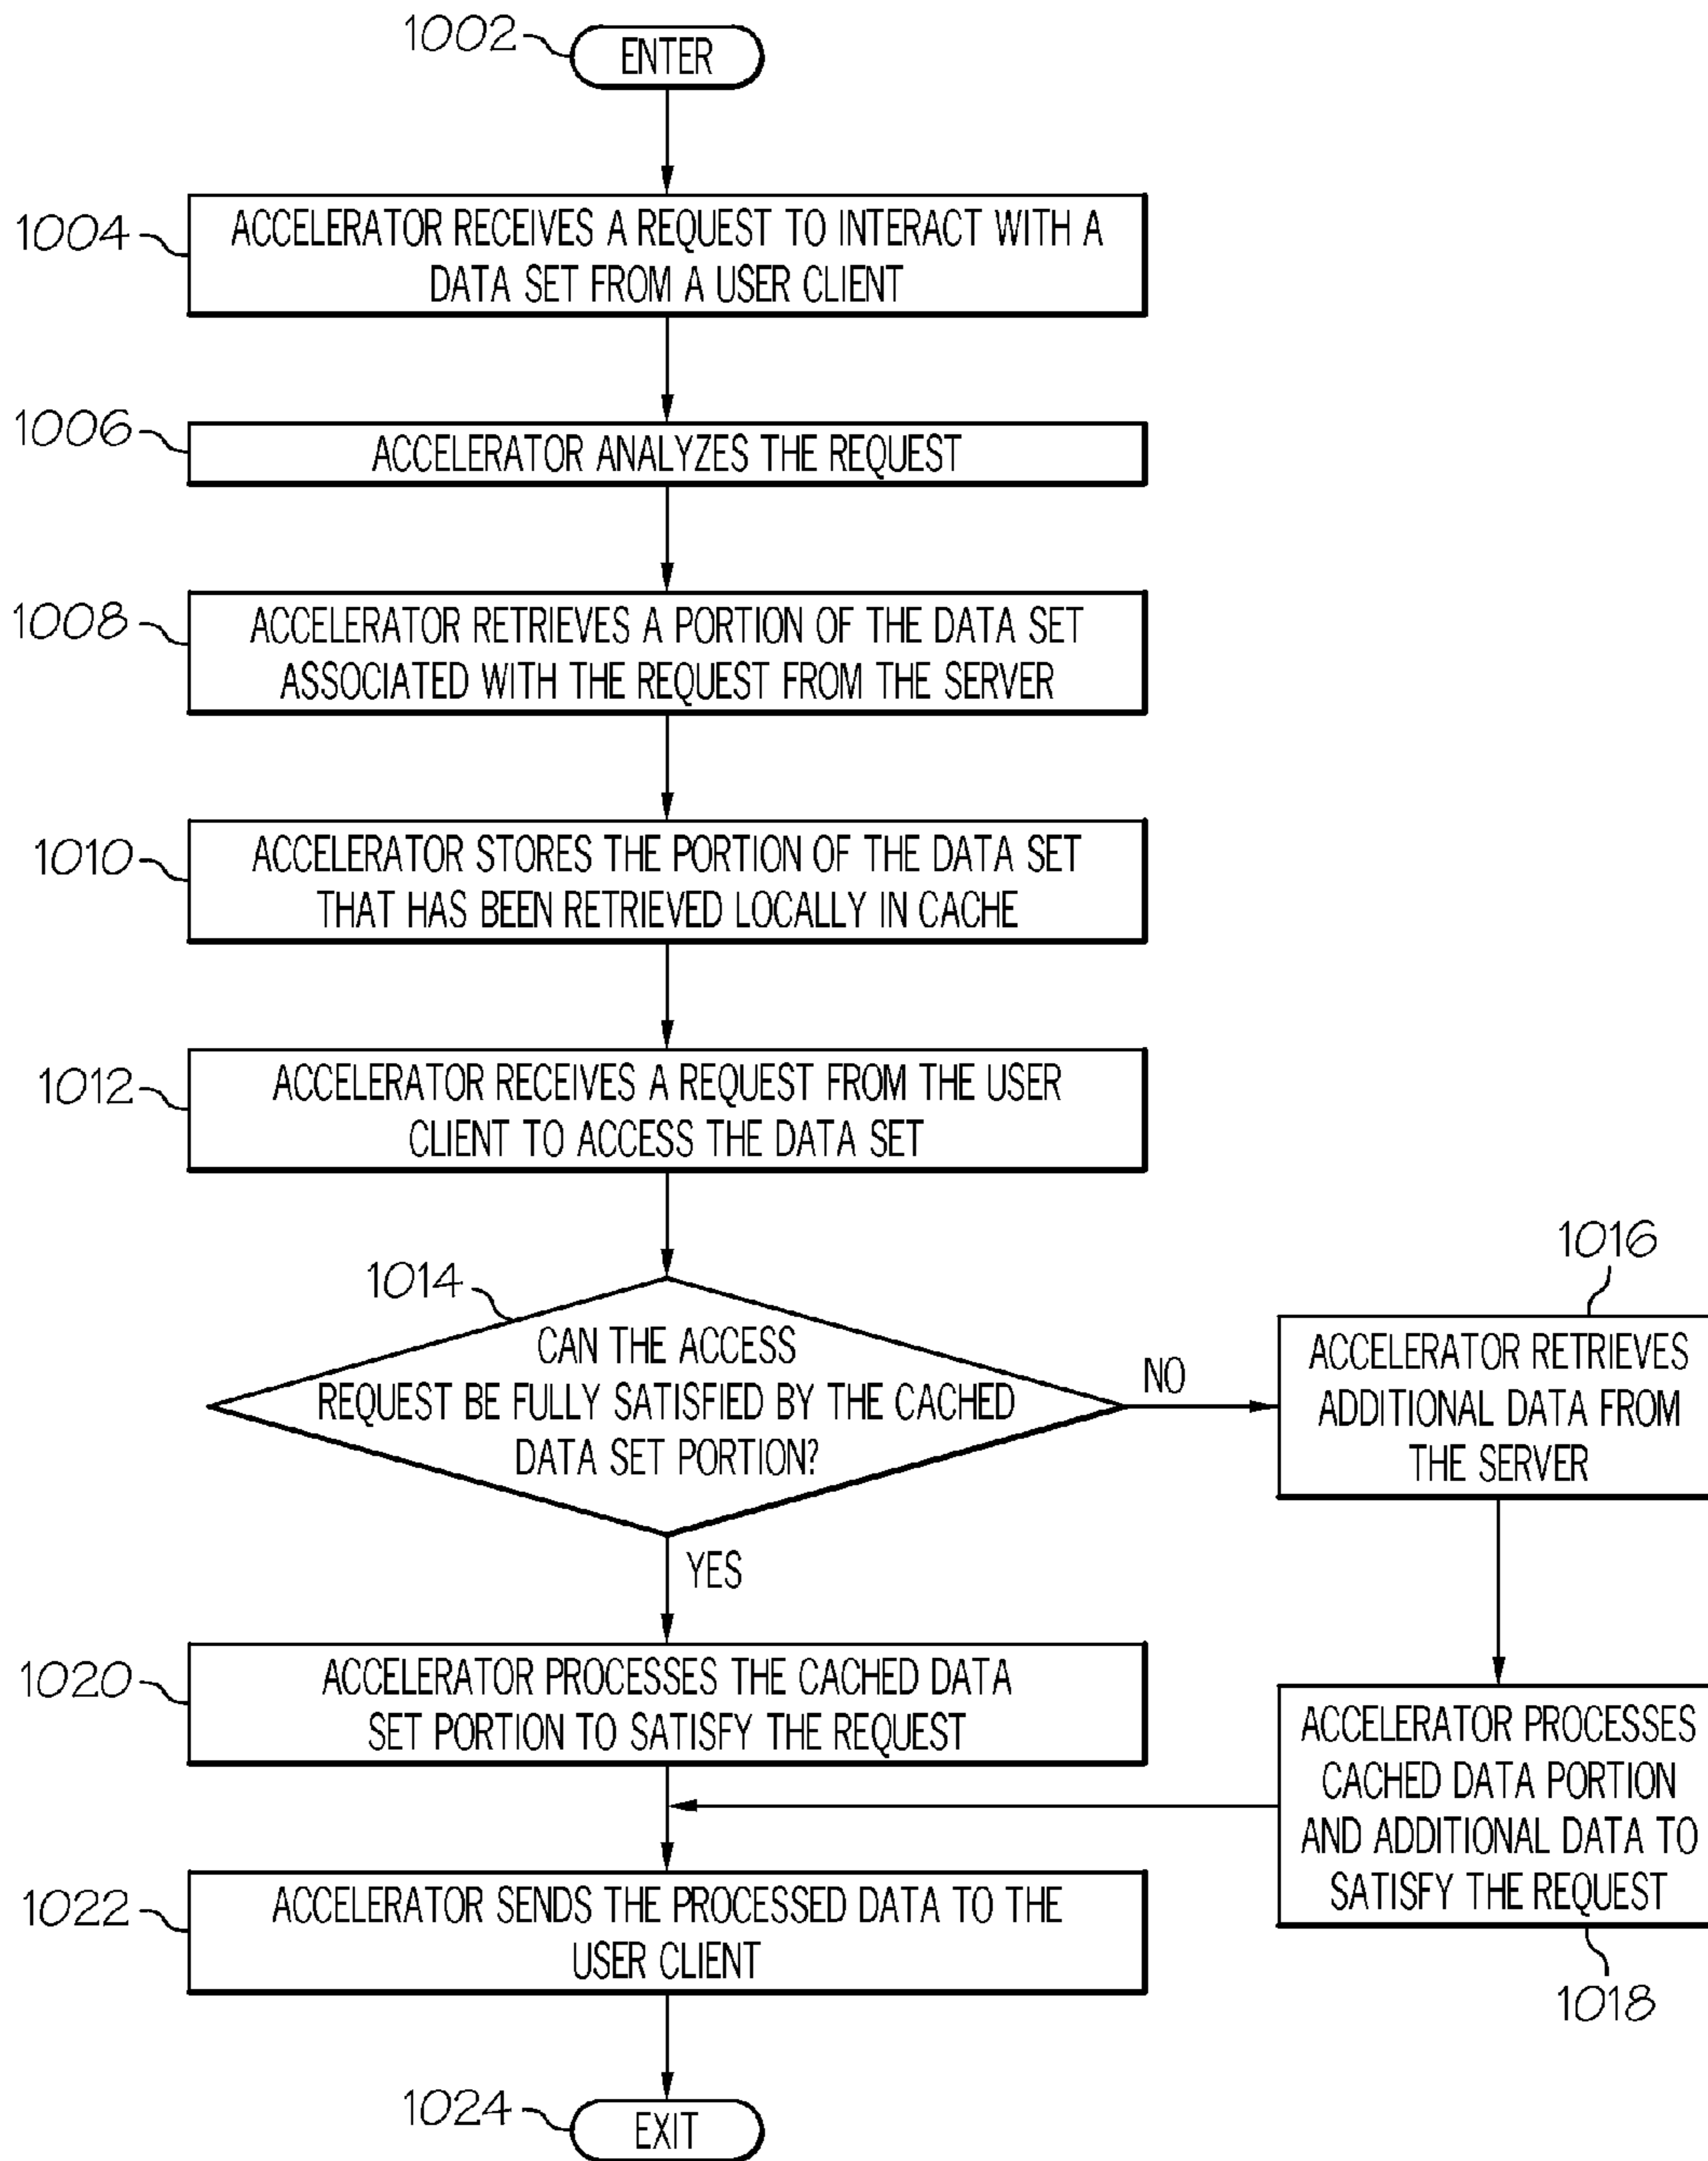 1002
ENTER
1004
ACCELERATOR RECEIVES A REQUEST TO INTERACT WITH A
DATA SET FROM A USER CLIENT
1006
ACCELERATOR ANALYZES THE REQUEST
1008
ACCELERATOR RETRIEVES A PORTION OF THE DATA SET
ASSOCIATED WITH THE REQUEST FROM THE SERVER
1010
ACCELERATOR STORES THE PORTION OF THE DATA SET
THAT HAS BEEN RETRIEVED LOCALLY IN CACHE
1012
ACCELERATOR RECEIVES A REQUEST FROM THE USER
CLIENT TO ACCESS THE DATA SET
1014
CAN THE ACCESS
REQUEST BE FULLY SATISFIED BY THE CACHED
DATA SET PORTION?
NO
1016
ACCELERATOR RETRIEVES
ADDITIONAL DATA FROM
THE SERVER
YES
1020
ACCELERATOR PROCESSES THE CACHED DATA
SET PORTION TO SATISFY THE REQUEST
ACCELERATOR PROCESSES
CACHED DATA PORTION
AND ADDITIONAL DATA TO
SATISFY THE REQUEST
1018
1022
ACCELERATOR SENDS THE PROCESSED DATA TO THE
USER CLIENT
1024
EXIT